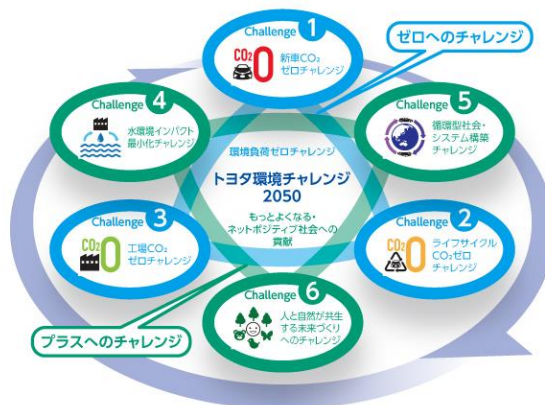 Challenge 1
CO₂ 0
新車CO₂
ゼロチャレンジ
ゼロへのチャレンジ
Challenge 4
水環境インパクト
最小化チャレンジ
Challenge 5
循環型社会・
システム構築
チャレンジ
環境負荷ゼロチャレンジ
トヨタ環境チャレンジ
2050
もっとよくなる・
ネットポジティブ社会への
貢献
Challenge 3
CO₂ 0
工場CO₂
ゼロチャレンジ
Challenge 2
CO₂ 0
ライフサイクル
CO₂ゼロ
チャレンジ
Challenge 6
人と自然が共生
する未来づくり
へのチャレンジ
プラスへのチャレンジ